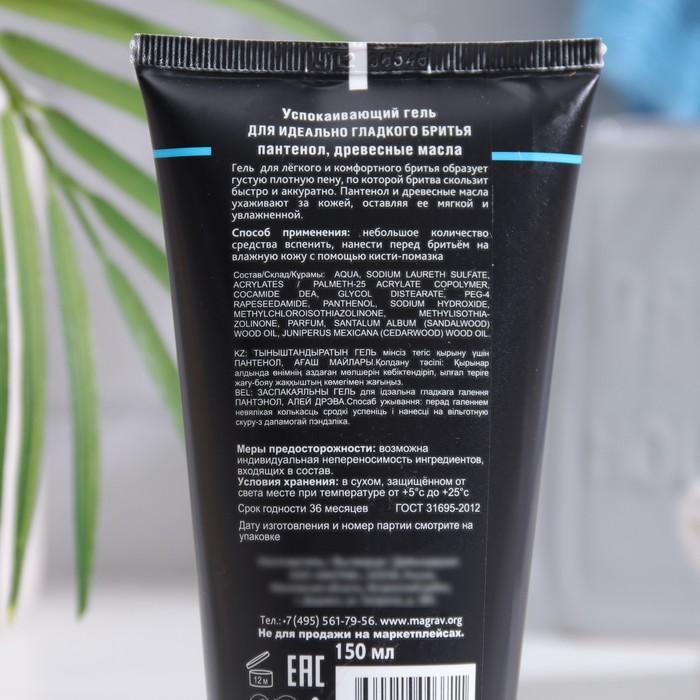 Успокаивающий гель
ДЛЯ ИДЕАЛЬНО ГЛАДКОГО БРИТЬЯ
пантенол, древесные масла
Гель для лёгкого и комфортного бритья образует
густую плотную пену, по которой бритва скользит
быстро и аккуратно. Пантенол и древесные масла
ухаживают за кожей, оставляя ее мягкой и
увлажненной.
Способ применения: небольшое количество
средства вспенить, нанести перед бритьём на
влажную кожу с помощью кисти-помазка
Состав/Склад/Құрамы: AQUA, SODIUM LAURETH SULFATE,
ACRYLATES / PALMETH-25 ACRYLATE COPOLYMER,
COCAMIDE DEA, GLYCOL DISTEARATE, PEG-4
RAPESEEDAMIDE, PANTHENOL, SODIUM HYDROXIDE,
METHYLCHLOROISOTHIAZOLINONE, METHYLISOTHIA-
ZOLINONE, PARFUM, SANTALUM ALBUM (SANDALWOOD)
WOOD OIL, JUNIPERUS MEXICANA (CEDARWOOD) WOOD OIL.
KZ: ТЫНЫШТАНДЫРАТЫН ГЕЛЬ мінсіз тегіс қырыну үшін
ПАНТЕНОЛ, АҒАШ МАЙЛАРЫ.Қолдану тәсілі: Қырынар
алдында өнімнің аздаған мөлшерін көбіктендіріп, ылғал теріге
жағу-бояу жаққыштың көмегімен жағыңыз.
BEL: ЗАСПАКАЯЛЬНЫ ГЕЛЬ для ідэальна гладкага галення
ПАНТЭНОЛ, АЛЕЙ ДРЭВА.Спосаб ужывання: перад галеннем
невялікая колькасць сродкі успеніць і нанесці на вільготную
скуру-з дапамогай пэндзліка.
Меры предосторожности: возможна
индивидуальная непереносимость ингредиентов,
входящих в состав.
Условия хранения: в сухом, защищённом от
света месте при температуре от +5°с до +25°с
Срок годности 36 месяцев ГОСТ 31695-2012
Дату изготовления и номер партии смотрите на
упаковке
Тел.:+7 (495) 561-79-56. www.magrav.org
Не для продажи на маркетплейсах.
150 мл
12 м
ЕАС